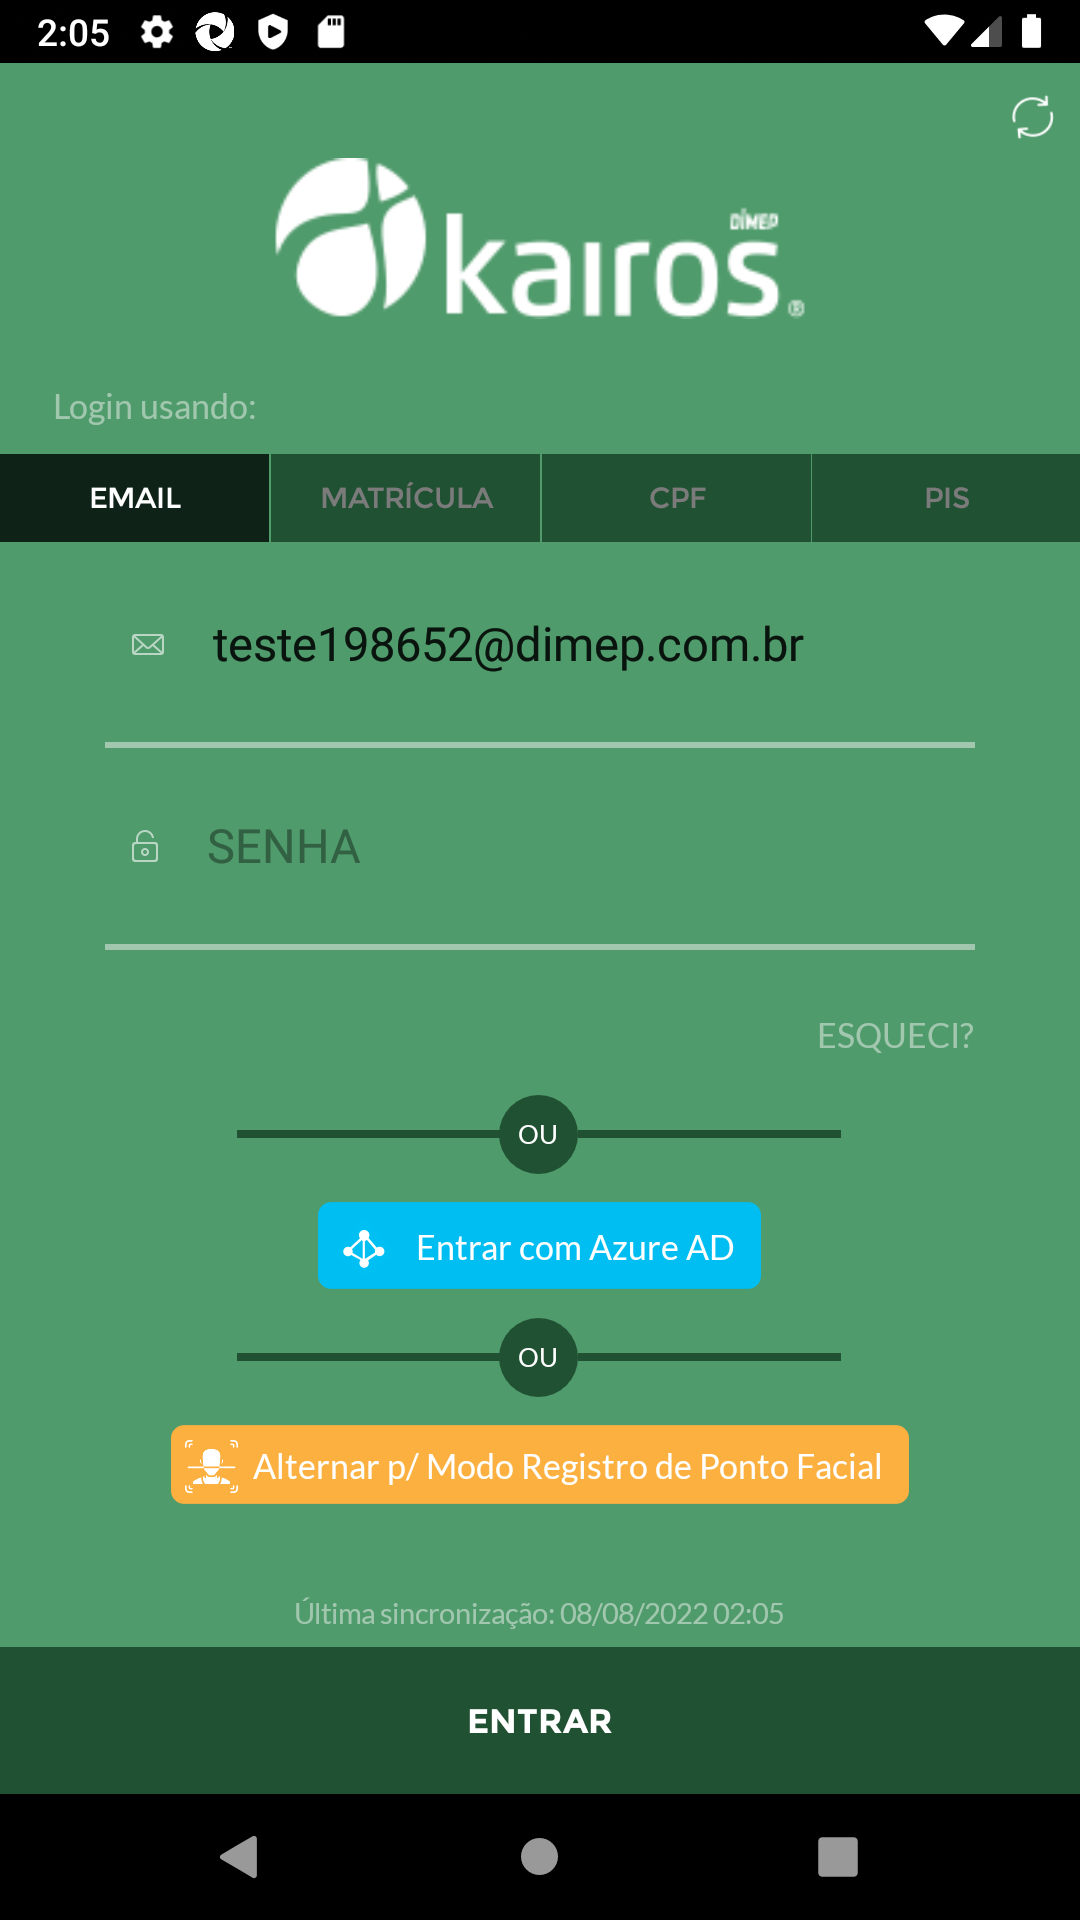 2:05
DIMEP
kairos
®
Login usando:
EMAIL
MATRÍCULA
CPF
PIS
teste198652@dimep.com.br
SENHA
ESQUECI?
OU
Entrar com Azure AD
OU
Alternar p/ Modo Registro de Ponto Facial
Última sincronização: 08/08/2022 02:05
ENTRAR